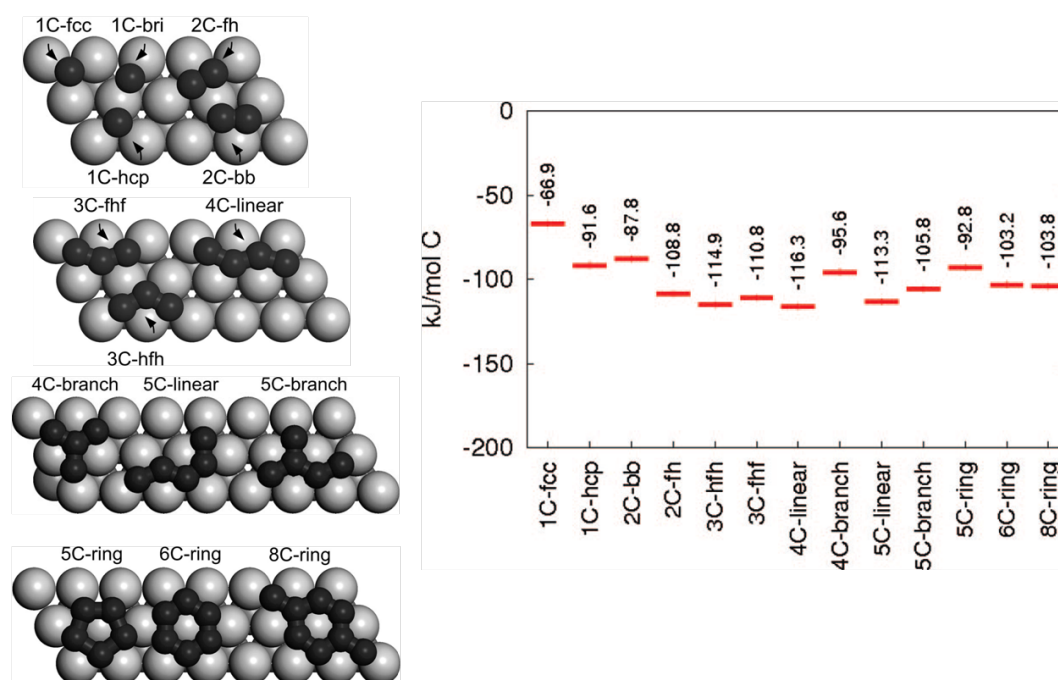 1C-fcc 1C-bri 2C-fh
1C-hcp 2C-bb
3C-fhf 4C-linear
3C-hfh
4C-branch 5C-linear 5C-branch
5C-ring 6C-ring 8C-ring
kJ/mol C
0
-50
-100
-150
-200
-66.9
-91.6
-87.8
-108.8
-114.9
-110.8
-116.3
-95.6
-113.3
-105.8
-92.8
-103.2
-103.8
1C-fcc
1C-hcp
2C-bb
2C-fh
3C-hfh
3C-fhf
4C-linear
4C-branch
5C-linear
5C-branch
5C-ring
6C-ring
8C-ring